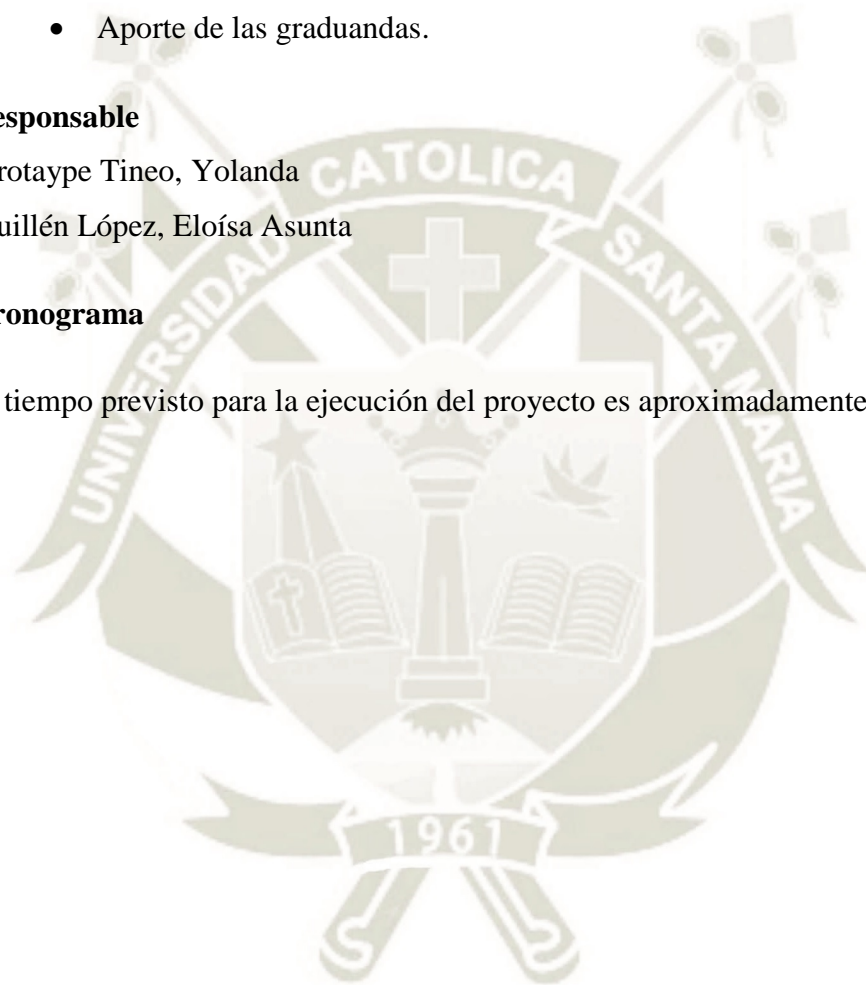 • Aporte de las graduandas.
esponsable
rotaype Tineo, Yolanda
uillén López, Eloísa Asunta
ronograma
tiempo previsto para la ejecución del proyecto es aproximadamente
UNIVERSIDAD CATOLICA SANTA MARIA
1961